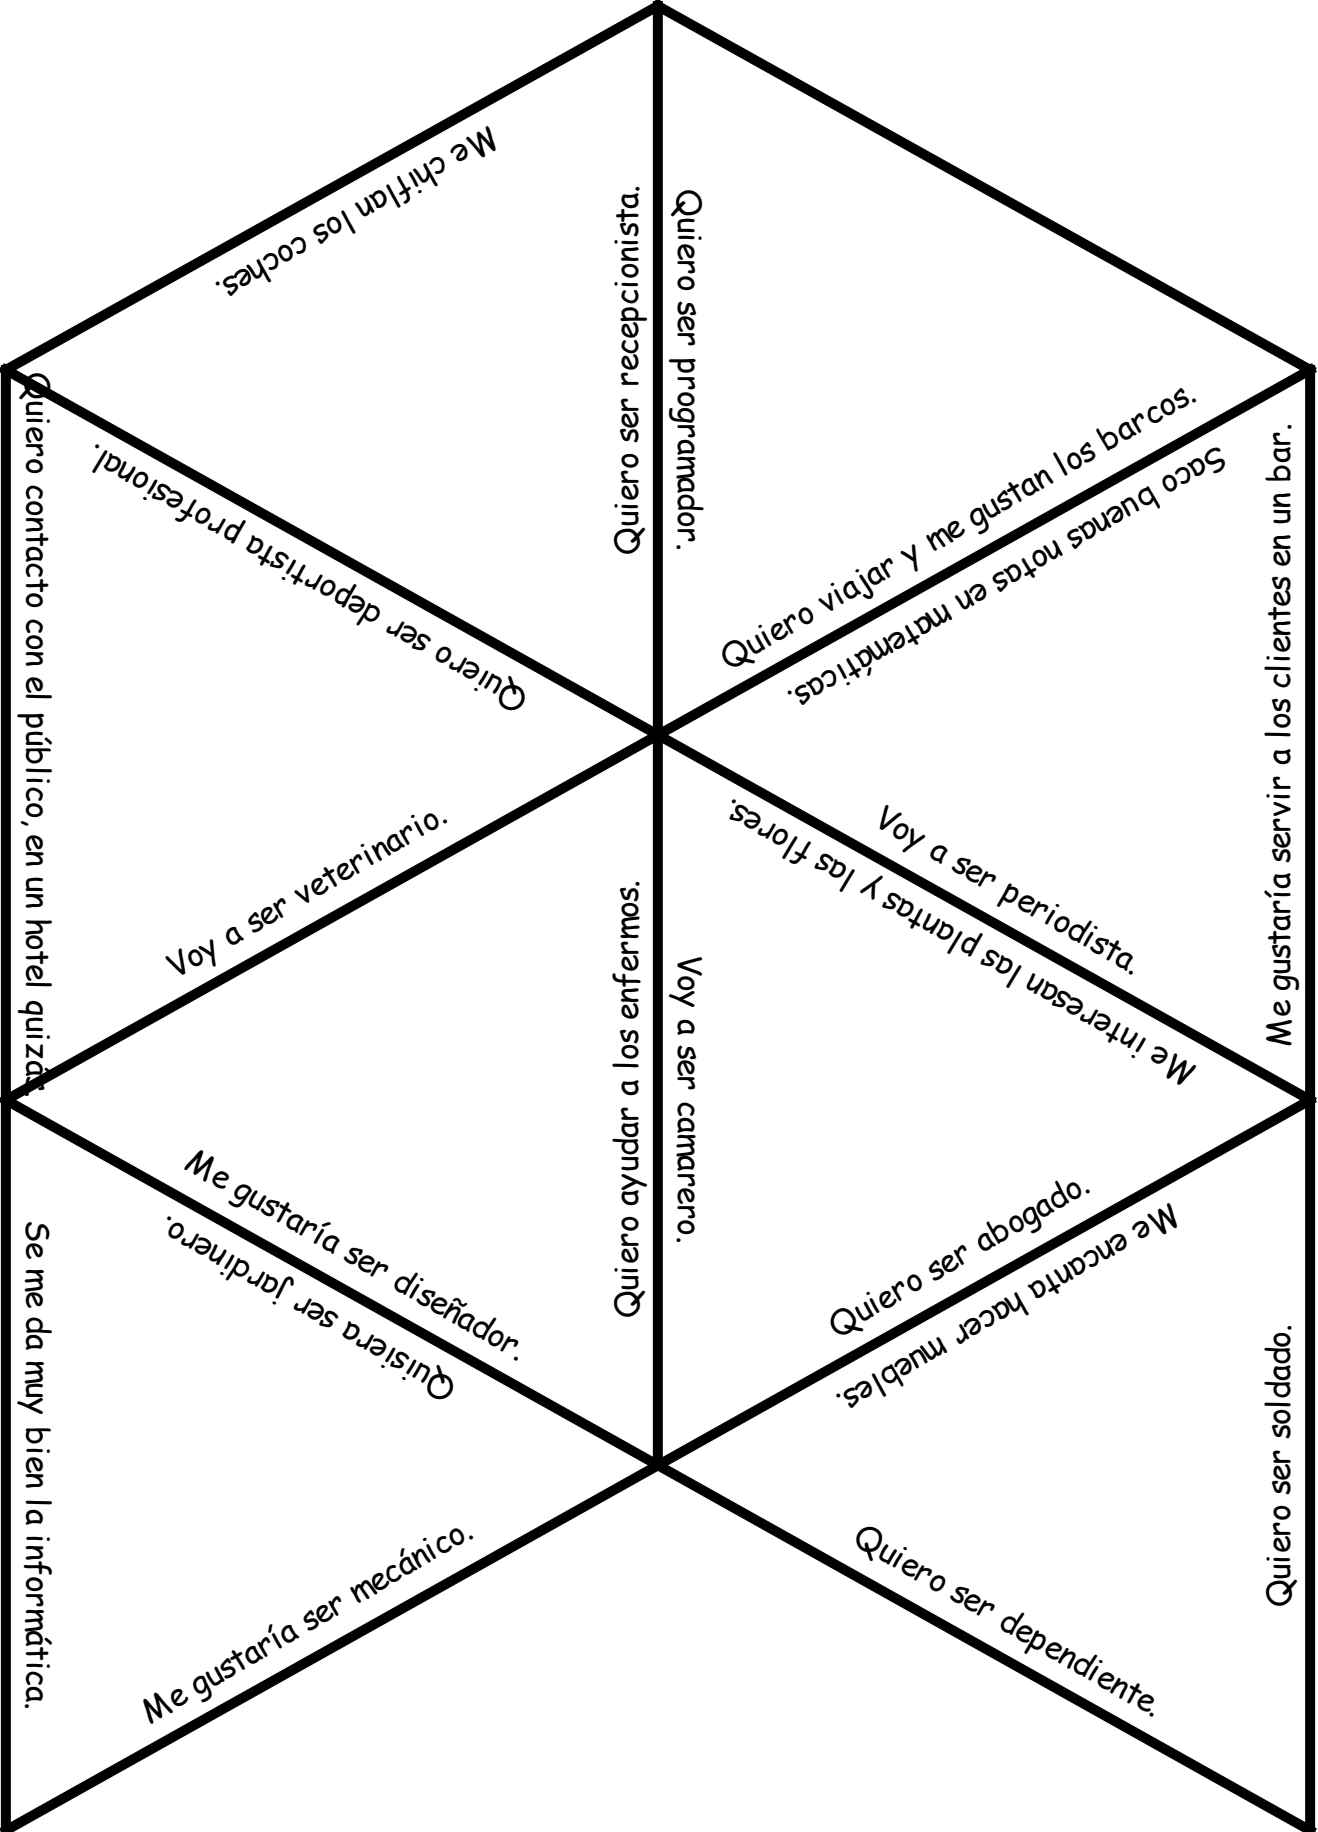 Me chiflan los coches.
Quiero ser recepcionista.
Quiero ser programador.
Quiero viajar y me gustan los barcos.
Quiero contacto con el público, en un hotel quizás.
Quiero ser deportista profesional.
Voy a ser veterinario.
Saco buenas notas en matemáticas.
Me gustaría servir a los clientes en un bar.
Voy a ser periodista.
Me gustaría ser diseñador.
Quiero ayudar a los enfermos.
Voy a ser camarero.
Me interesan las plantas y las flores.
Quiero ser abogado.
Se me da muy bien la informática.
Quisiera ser jardinero.
Me gustaría ser mecánico.
Me encanta hacer muebles.
Quiero ser soldado.
Quiero ser dependiente.